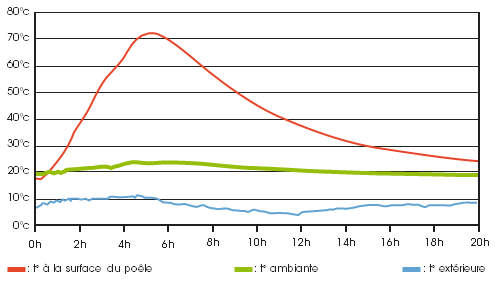 80°c
70°c
60°c
50°c
40°c
30°c
20°c
10°c
0°c
0h 2h 4h 6h 8h 10h 12h 14h 16h 18h 20h
: t° à la surface du poêle : t° ambiante : t° extérieure